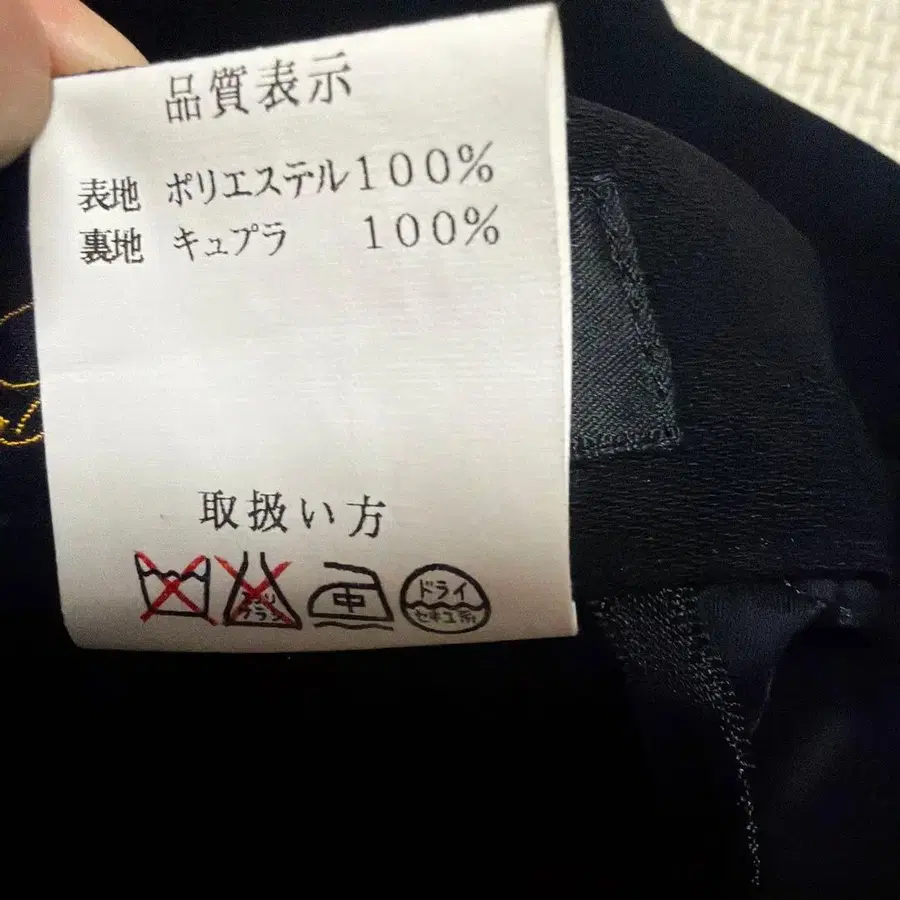 品質表示
表地 ポリエステル100%
裏地 キュプラ 100%
取扱い方
中
ドライ
セキユ系